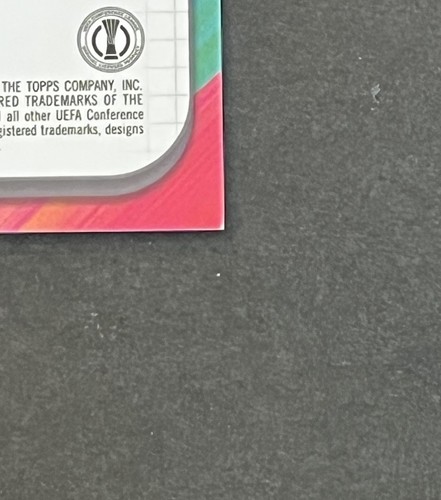 THE TOPPS COMPANY, INC.
RED TRADEMARKS OF THE
all other UEFA Conference
gistered trademarks, designs